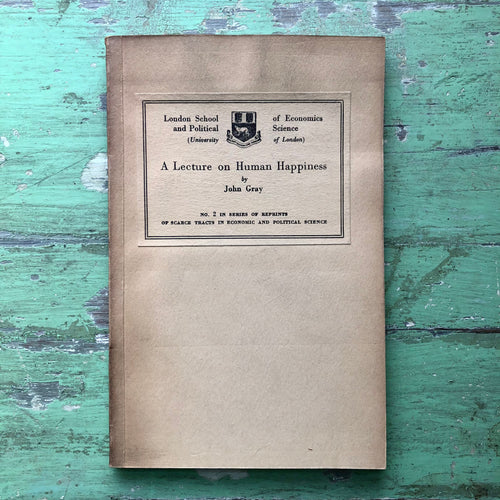 London School of Economics
and Political Science
(University of London)
A Lecture on Human Happiness
by
John Gray
NO. 2 IN SERIES OF REPRINTS
OF SCARCE TRACTS IN ECONOMIC AND POLITICAL SCIENCE